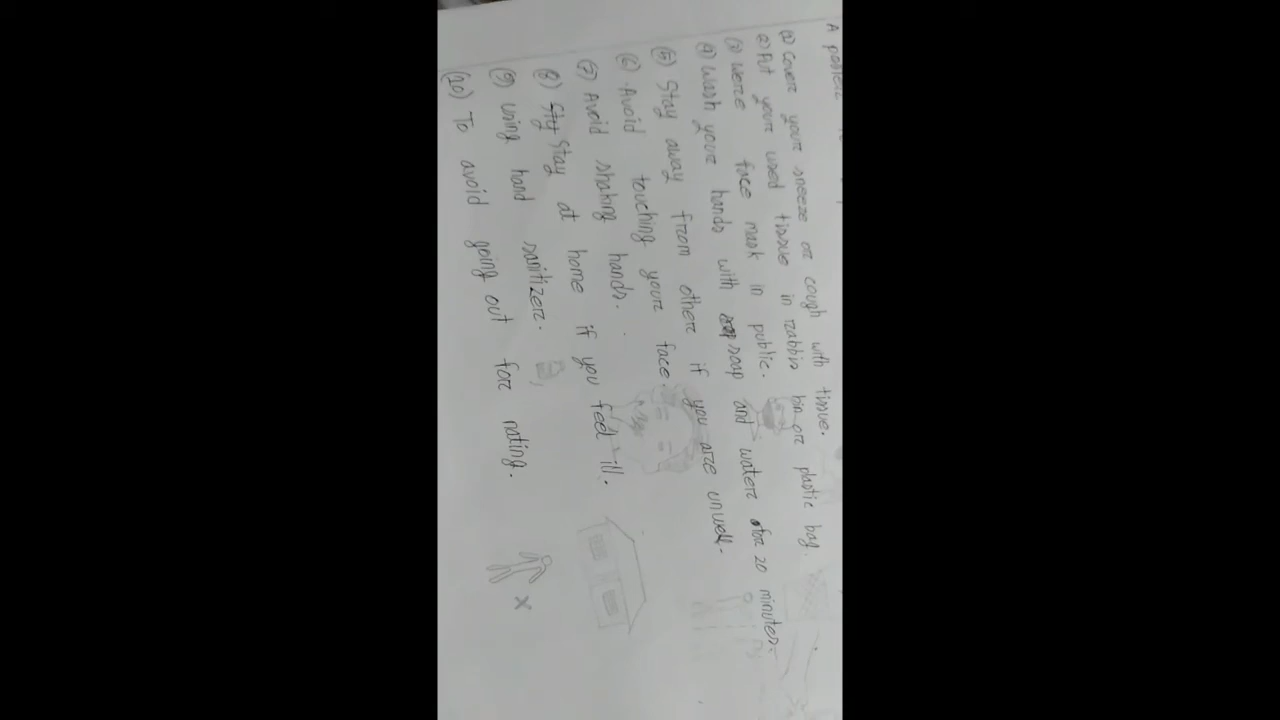 A poster to
(1) Cover your sneeze or cough with tissue.
(2) Put your used tissue in rabbis bin or plastic bag.
(3) Were face mask in public.
(4) Wash your hands with soap and water for 20 minutes.
(5) Stay away from other if you are unwell.
(6) Avoid touching your face.
(7) Avoid shaking hands.
(8) Sty Stay at home if you feel ill.
(9) Using hand sanitizer.
(10) To avoid going out for nating.
X